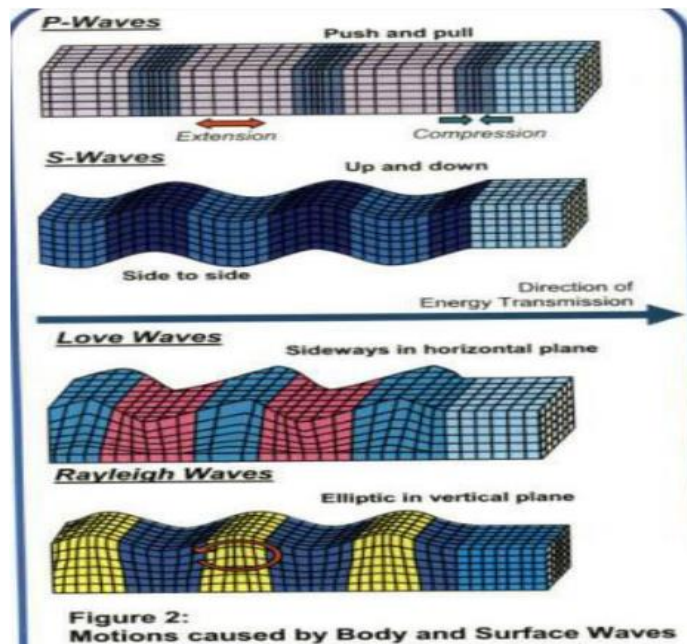 P-Waves
Push and pull
Extension
Compression
S-Waves
Up and down
Side to side
Direction of
Energy Transmission
Love Waves
Sideways in horizontal plane
Rayleigh Waves
Elliptic in vertical plane
Figure 2:
Motions caused by Body and Surface Waves